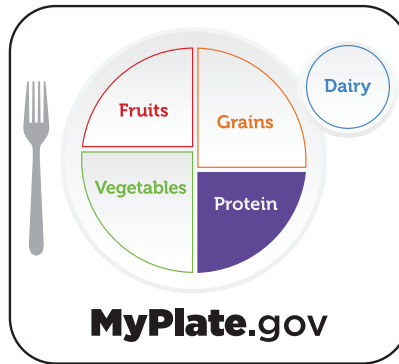 Dairy
Fruits
Grains
Vegetables
Protein
MyPlate.gov